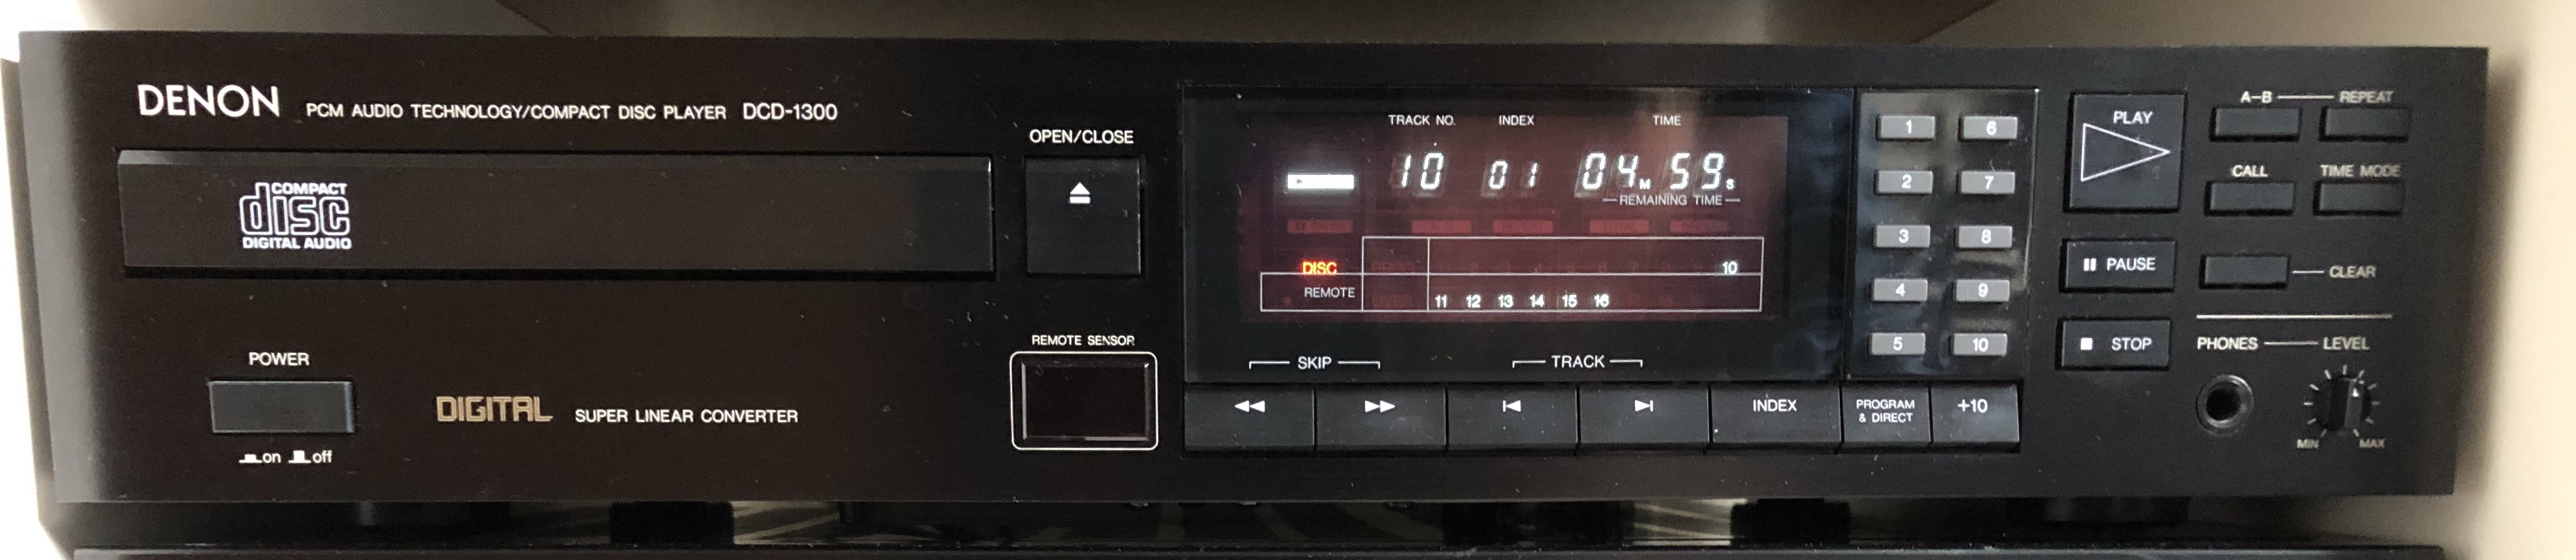 DENON PCM AUDIO TECHNOLOGY/COMPACT DISC PLAYER DCD-1300
COMPACT
disc
DIGITAL AUDIO
OPEN/CLOSE
POWER
on off
DIGITAL SUPER LINEAR CONVERTER
REMOTE SENSOR
TRACK NO. INDEX TIME
10 01 04M 59S
REMAINING TIME
DISC 10
REMOTE 11 12 13 14 15 16
SKIP TRACK
INDEX PROGRAM & DIRECT +10
1 6
2 7
3 8
4 9
5 10
PLAY
PAUSE
STOP
A-B REPEAT
CALL TIME MODE
CLEAR
PHONES LEVEL
MIN MAX